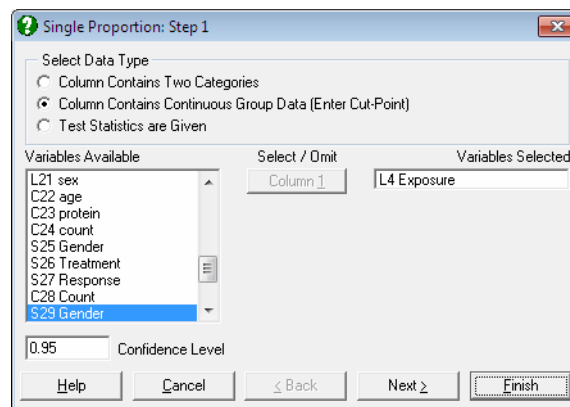 Single Proportion: Step 1
Select Data Type
Column Contains Two Categories
Column Contains Continuous Group Data (Enter Cut-Point)
Test Statistics are Given
Variables Available Select / Omit Variables Selected
L21 sex
C22 age
C23 protein
C24 count
S25 Gender
S26 Treatment
S27 Response
C28 Count
S29 Gender
Column 1
L4 Exposure
0.95 Confidence Level
Help Cancel < Back Next > Finish